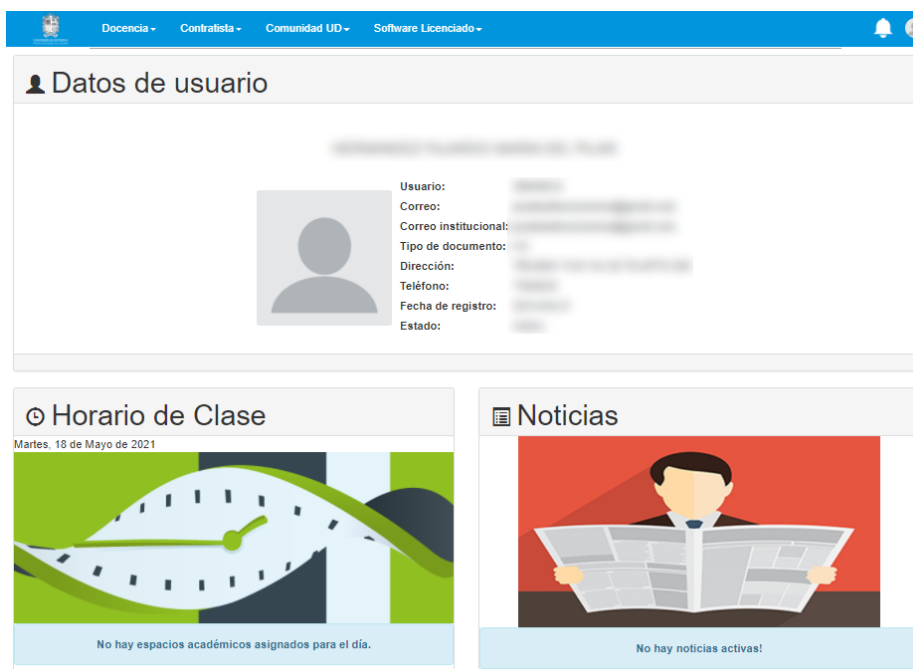 Docencia Contratista Comunidad UD Software Licenciado
Datos de usuario
Usuario:
Correo:
Correo institucional:
Tipo de documento:
Dirección:
Teléfono:
Fecha de registro:
Estado:
Horario de Clase
Martes, 18 de Mayo de 2021
No hay espacios académicos asignados para el día.
Noticias
No hay noticias activas!